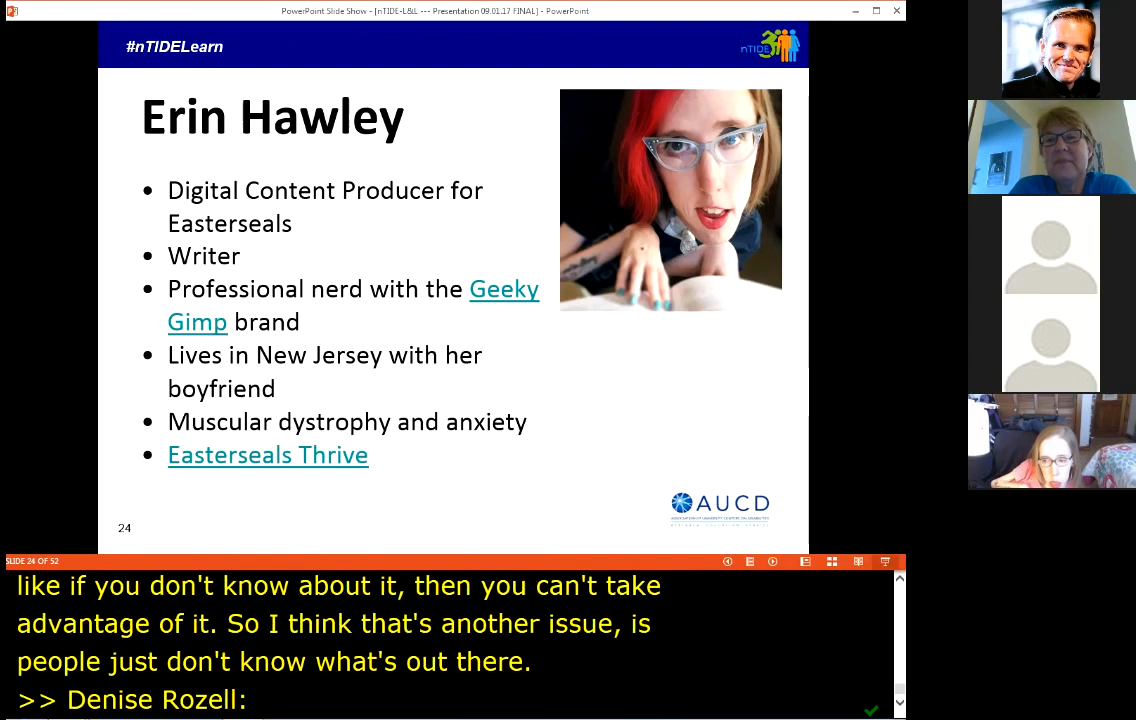 PowerPoint Slide Show - [nTIDE-L&L --- Presentation 09.01.17 FINAL] - PowerPoint
#nTIDELearn
nTIDE
Erin Hawley
• Digital Content Producer for
Easterseals
• Writer
• Professional nerd with the Geeky
Gimp brand
• Lives in New Jersey with her
boyfriend
• Muscular dystrophy and anxiety
• Easterseals Thrive
AUCD
24
SLIDE 24 OF 52
like if you don't know about it, then you can't take
advantage of it. So I think that's another issue, is
people just don't know what's out there.
>> Denise Rozell: